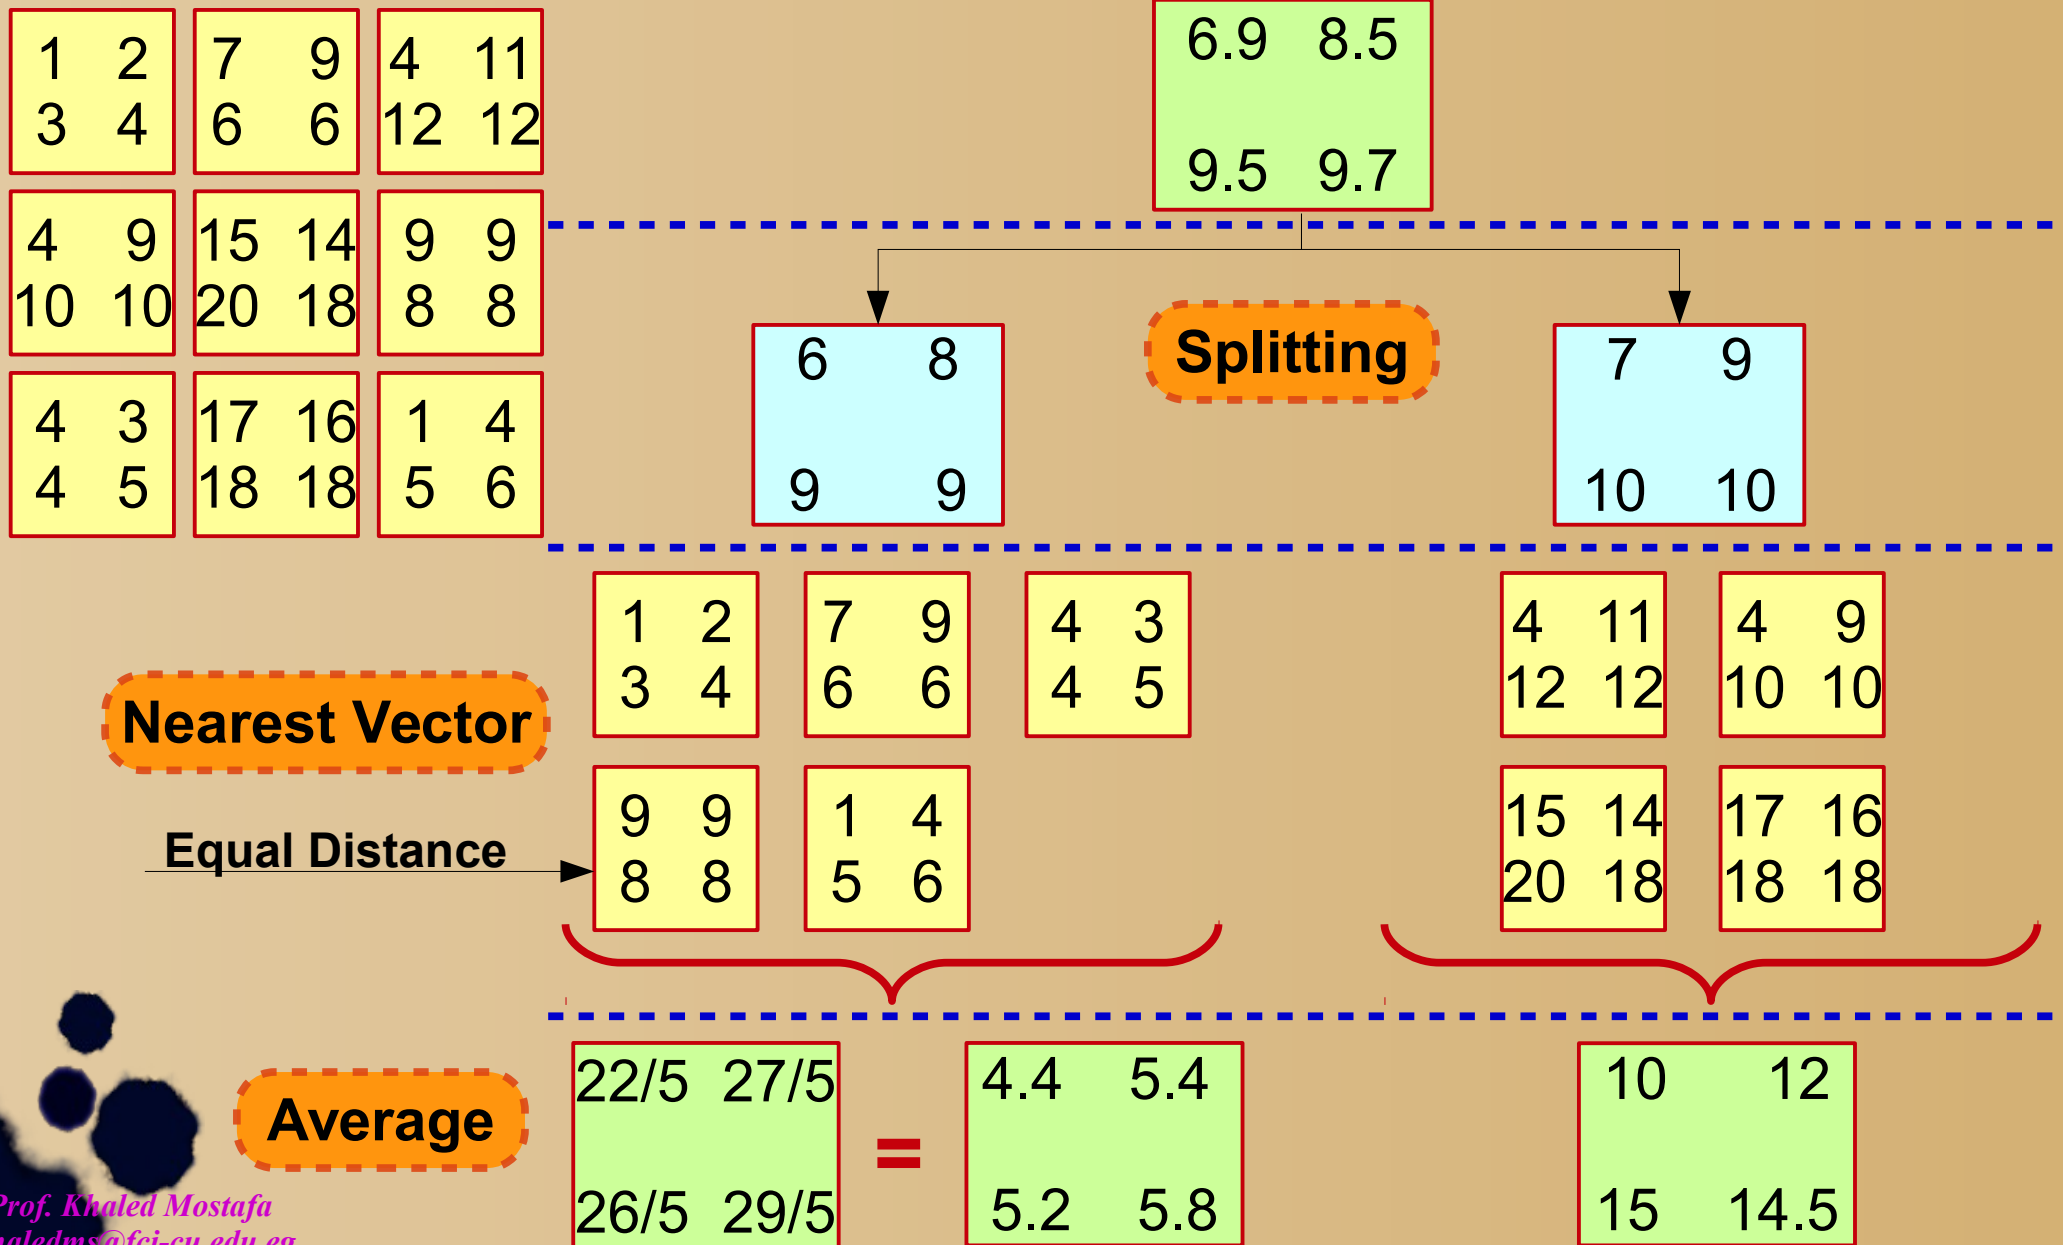 1 2 7 9 4 11
3 4 6 6 12 12
4 9 15 14 9 9
10 10 20 18 8 8
4 3 17 16 1 4
4 5 18 18 5 6
6.9 8.5
9.5 9.7
Splitting
6 8
9 9
7 9
10 10
Nearest Vector
1 2 7 9 4 3
3 4 6 6 4 5
9 9 1 4
8 8 5 6
Equal Distance
4 11 4 9
12 12 10 10
15 14 17 16
20 18 18 18
Average
22/5 27/5
26/5 29/5
=
4.4 5.4
5.2 5.8
10 12
15 14.5
Prof. Khaled Mostafa
haledms@fci-cu.edu.eg